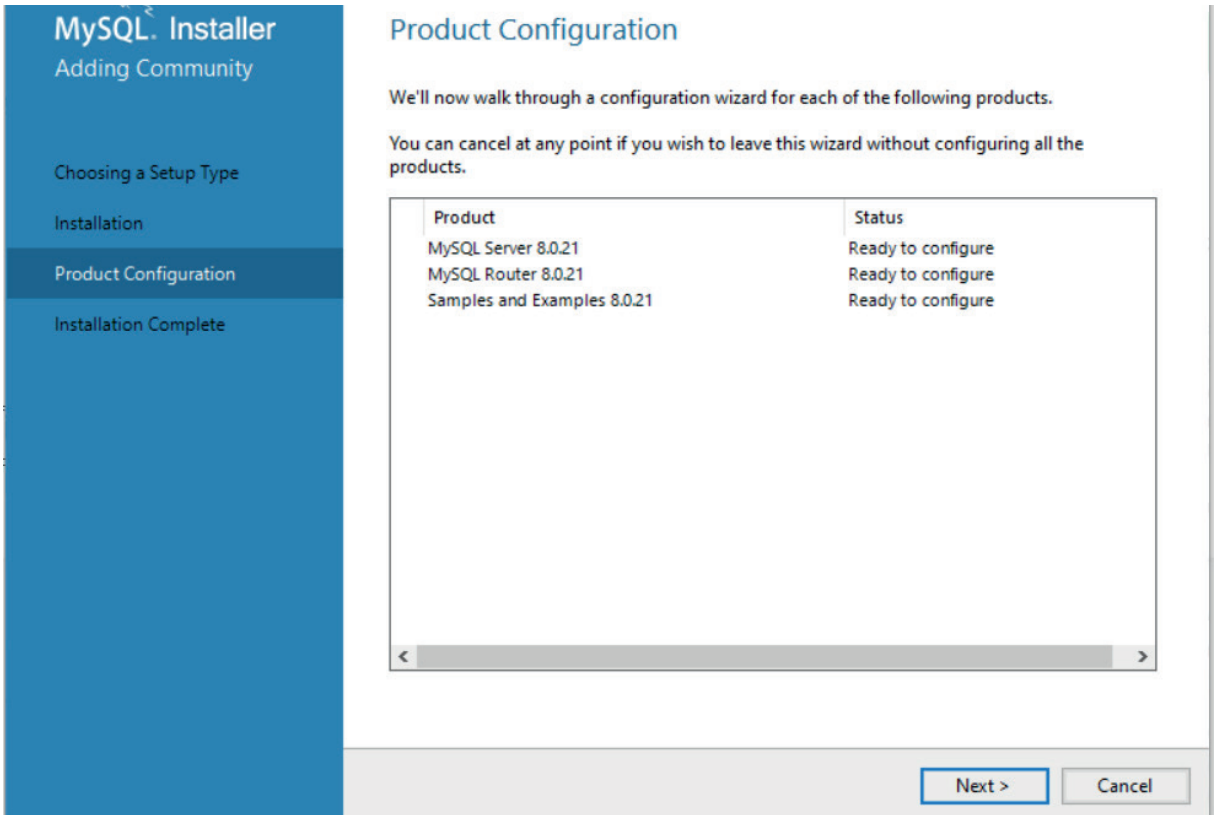 MySQL. Installer
Adding Community
Choosing a Setup Type
Installation
Product Configuration
Installation Complete
Product Configuration
We'll now walk through a configuration wizard for each of the following products.
You can cancel at any point if you wish to leave this wizard without configuring all the
products.
Product Status
MySQL Server 8.0.21 Ready to configure
MySQL Router 8.0.21 Ready to configure
Samples and Examples 8.0.21 Ready to configure
Next > Cancel